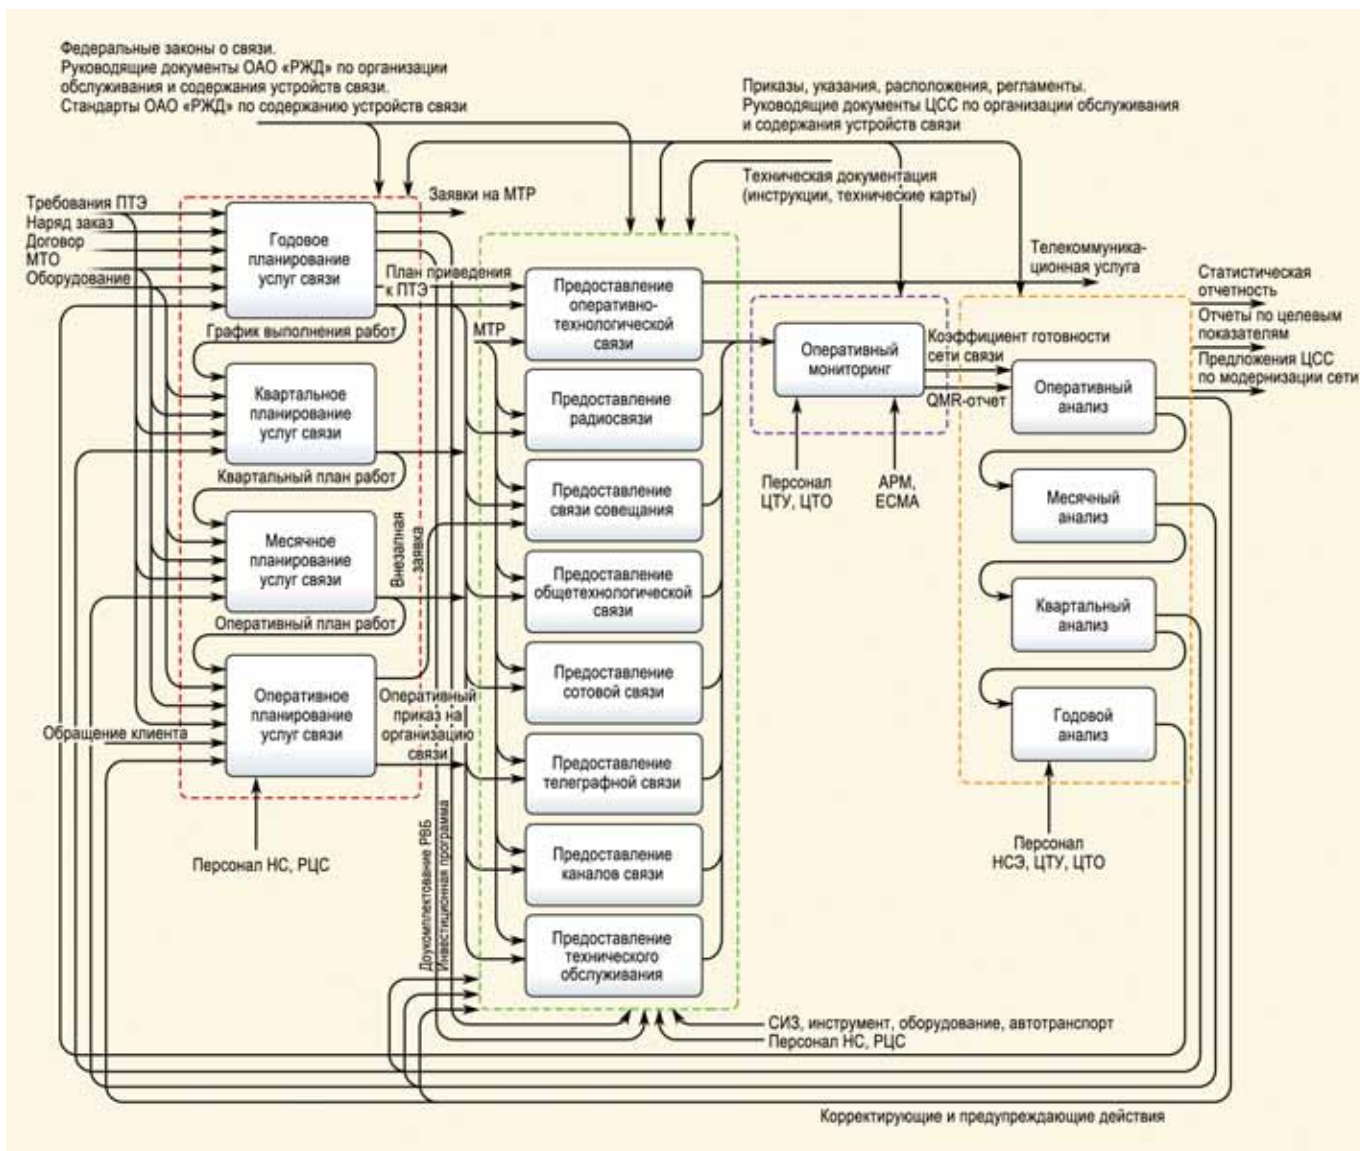 Федеральные законы о связи.
Руководящие документы ОАО «РЖД» по организации
обслуживания и содержания устройств связи.
Стандарты ОАО «РЖД» по содержанию устройств связи
Приказы, указания, расположения, регламенты.
Руководящие документы ЦСС по организации обслуживания
и содержания устройств связи
Техническая документация
(инструкции, технические карты)
Требования ПТЭ
Наряд заказ
Договор
МТО
Оборудование
Заявки на МТР
Годовое
планирование
услуг связи
План приведения
к ПТЭ
График выполнения работ
МТР
Квартальное
планирование
услуг связи
Квартальный план работ
Месячное
планирование
услуг связи
Внезапная
заявка
Оперативный план работ
Оперативное
планирование
услуг связи
Обращение клиента
Оперативный
приказ на
организацию
связи
Персонал НС, РЦС
Доукомплектование РВБ
Инвестиционная программа
Предоставление
оперативно-
технологической
связи
Предоставление
радиосвязи
Предоставление
связи совещания
Предоставление
общетехнологической
связи
Предоставление
сотовой связи
Предоставление
телеграфной связи
Предоставление
каналов связи
Предоставление
технического
обслуживания
Телекоммуника-
ционная услуга
Оперативный
мониторинг
Персонал
ЦТУ, ЦТО
АРМ,
ЕСМА
Коэффициент готовности
сети связи
QMR-отчет
Статистическая
отчетность
Отчеты по целевым
показателям
Предложения ЦСС
по модернизации сети
Оперативный
анализ
Месячный
анализ
Квартальный
анализ
Годовой
анализ
Персонал
НСЭ, ЦТУ, ЦТО
СИЗ, инструмент, оборудование, автотранспорт
Персонал НС, РЦС
Корректирующие и предупреждающие действия